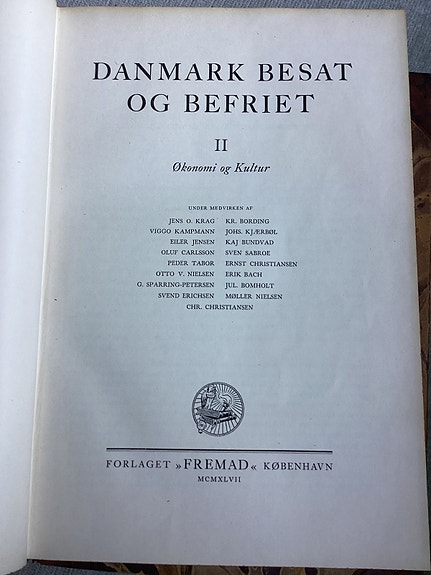 DANMARK BESAT
OG BEFRIET
II
Økonomi og Kultur
UNDER MEDVIRKEN AF
JENS O. KRAG KR. BORDING
VIGGO KAMPMANN JOHS. KJÆRBØL
EILER JENSEN KAJ BUNDVAD
OLUF CARLSSON SVEN SABROE
PEDER TABOR ERNST CHRISTIANSEN
OTTO V. NIELSEN ERIK BACH
G. SPARRING-PETERSEN JUL. BOMHOLT
SVEND ERICHSEN MØLLER NIELSEN
CHR. CHRISTIANSEN
FORLAGET »FREMAD« KØBENHAVN
MCMXLVII